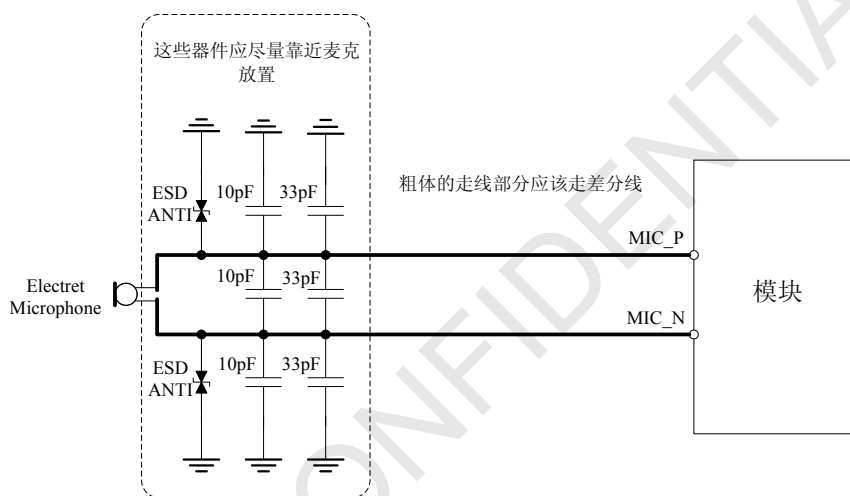 这些器件应尽量靠近麦克
放置
ESD
ANTI
10pF
33pF
粗体的走线部分应该走差分线
MIC_P
Electret
Microphone
10pF
33pF
模块
MIC_N
ESD
ANTI
10pF
33pF
CONFIDENTIA